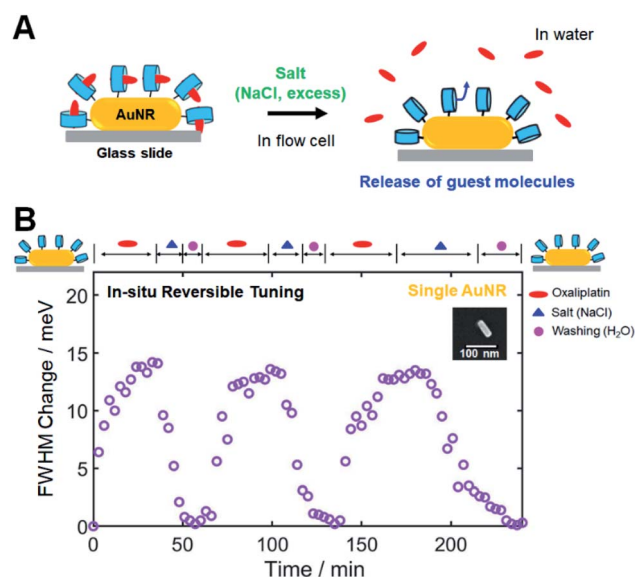 A
AuNR
Glass slide
Salt
(NaCl, excess)
In flow cell
In water
Release of guest molecules
B
In-situ Reversible Tuning
Single AuNR
100 nm
Oxaliplatin
Salt (NaCl)
Washing (H₂O)
20
15
10
5
0
FWHM Change / meV
0
50
100
150
200
Time / min